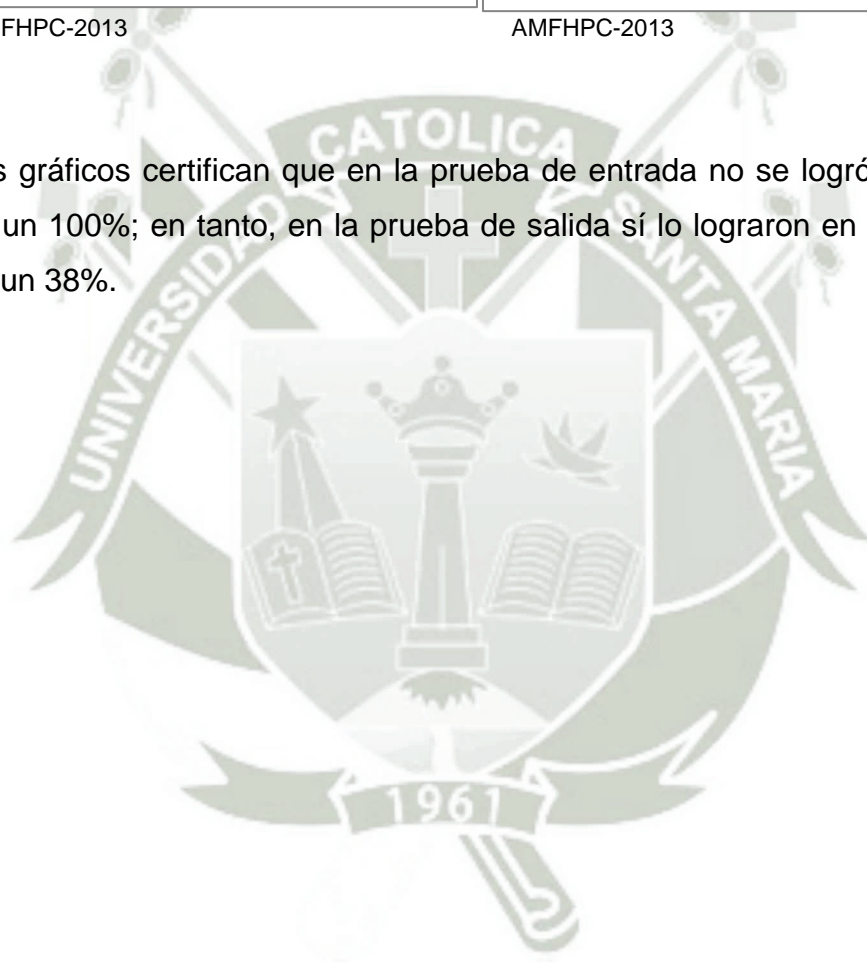 FHPC-2013 AMFHPC-2013
s gráficos certifican que en la prueba de entrada no se logró
un 100%; en tanto, en la prueba de salida sí lo lograron en
un 38%.
UNIVERSIDAD CATOLICA SANTA MARIA
1961